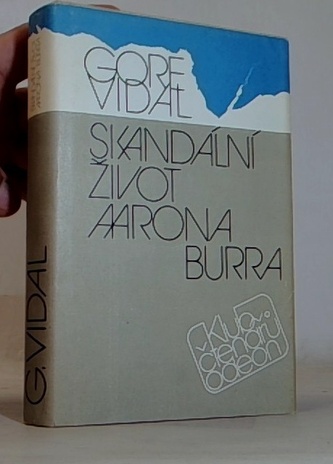 GORE
VIDAL
SKANDÁLNÍ
ŽIVOT
AARONA
BURRA
Klub
čtenářů
odeon
G. VIDAL